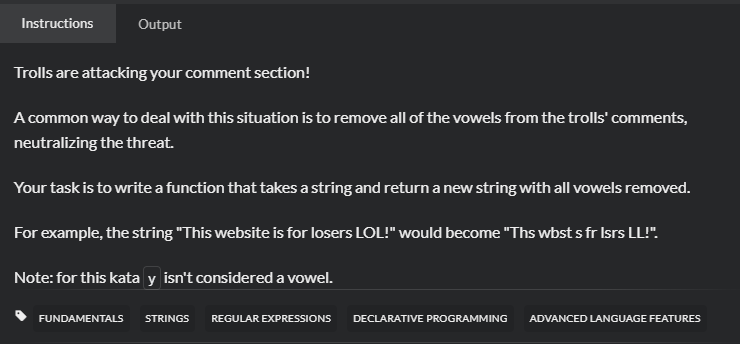 Instructions
Output
Trolls are attacking your comment section!
A common way to deal with this situation is to remove all of the vowels from the trolls' comments,
neutralizing the threat.
Your task is to write a function that takes a string and return a new string with all vowels removed.
For example, the string "This website is for losers LOL!" would become "Ths wbst s fr lsrs LL!".
Note: for this kata y isn't considered a vowel.
FUNDAMENTALS STRINGS REGULAR EXPRESSIONS DECLARATIVE PROGRAMMING ADVANCED LANGUAGE FEATURES